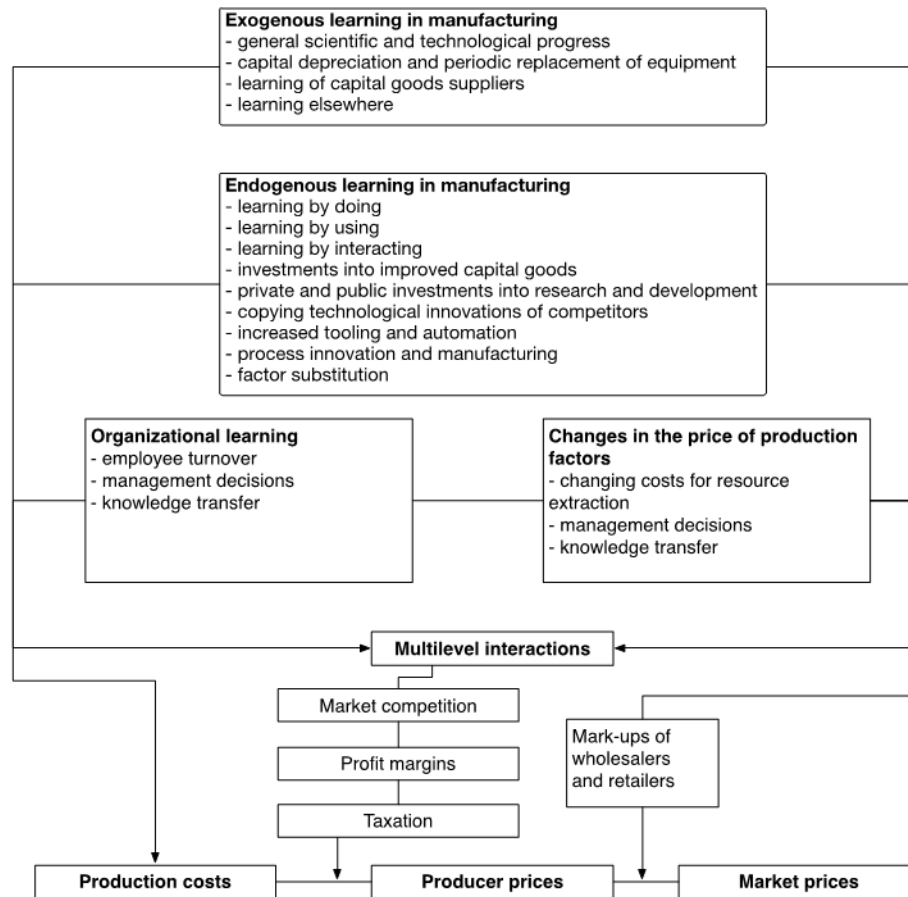 Exogenous learning in manufacturing
- general scientific and technological progress
- capital depreciation and periodic replacement of equipment
- learning of capital goods suppliers
- learning elsewhere
Endogenous learning in manufacturing
- learning by doing
- learning by using
- learning by interacting
- investments into improved capital goods
- private and public investments into research and development
- copying technological innovations of competitors
- increased tooling and automation
- process innovation and manufacturing
- factor substitution
Organizational learning
- employee turnover
- management decisions
- knowledge transfer
Changes in the price of production
factors
- changing costs for resource
extraction
- management decisions
- knowledge transfer
Multilevel interactions
Market competition
Profit margins
Taxation
Mark-ups of
wholesalers
and retailers
Production costs
Producer prices
Market prices